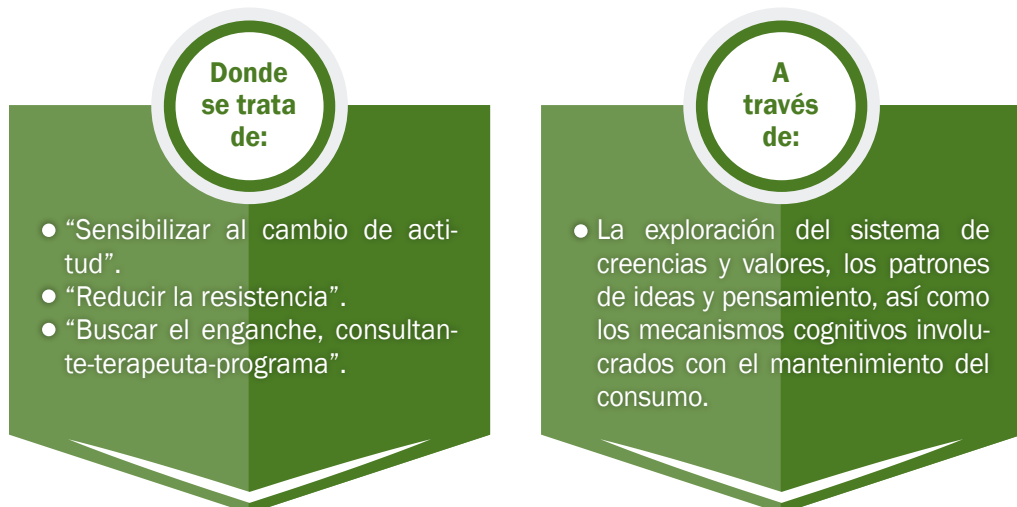 Donde
se trata
de:
● “Sensibilizar al cambio de acti-
tud”.
● “Reducir la resistencia”.
● “Buscar el enganche, consultan-
te-terapeuta-programa”.
A
través
de:
● La exploración del sistema de
creencias y valores, los patrones
de ideas y pensamiento, así como
los mecanismos cognitivos involu-
crados con el mantenimiento del
consumo.